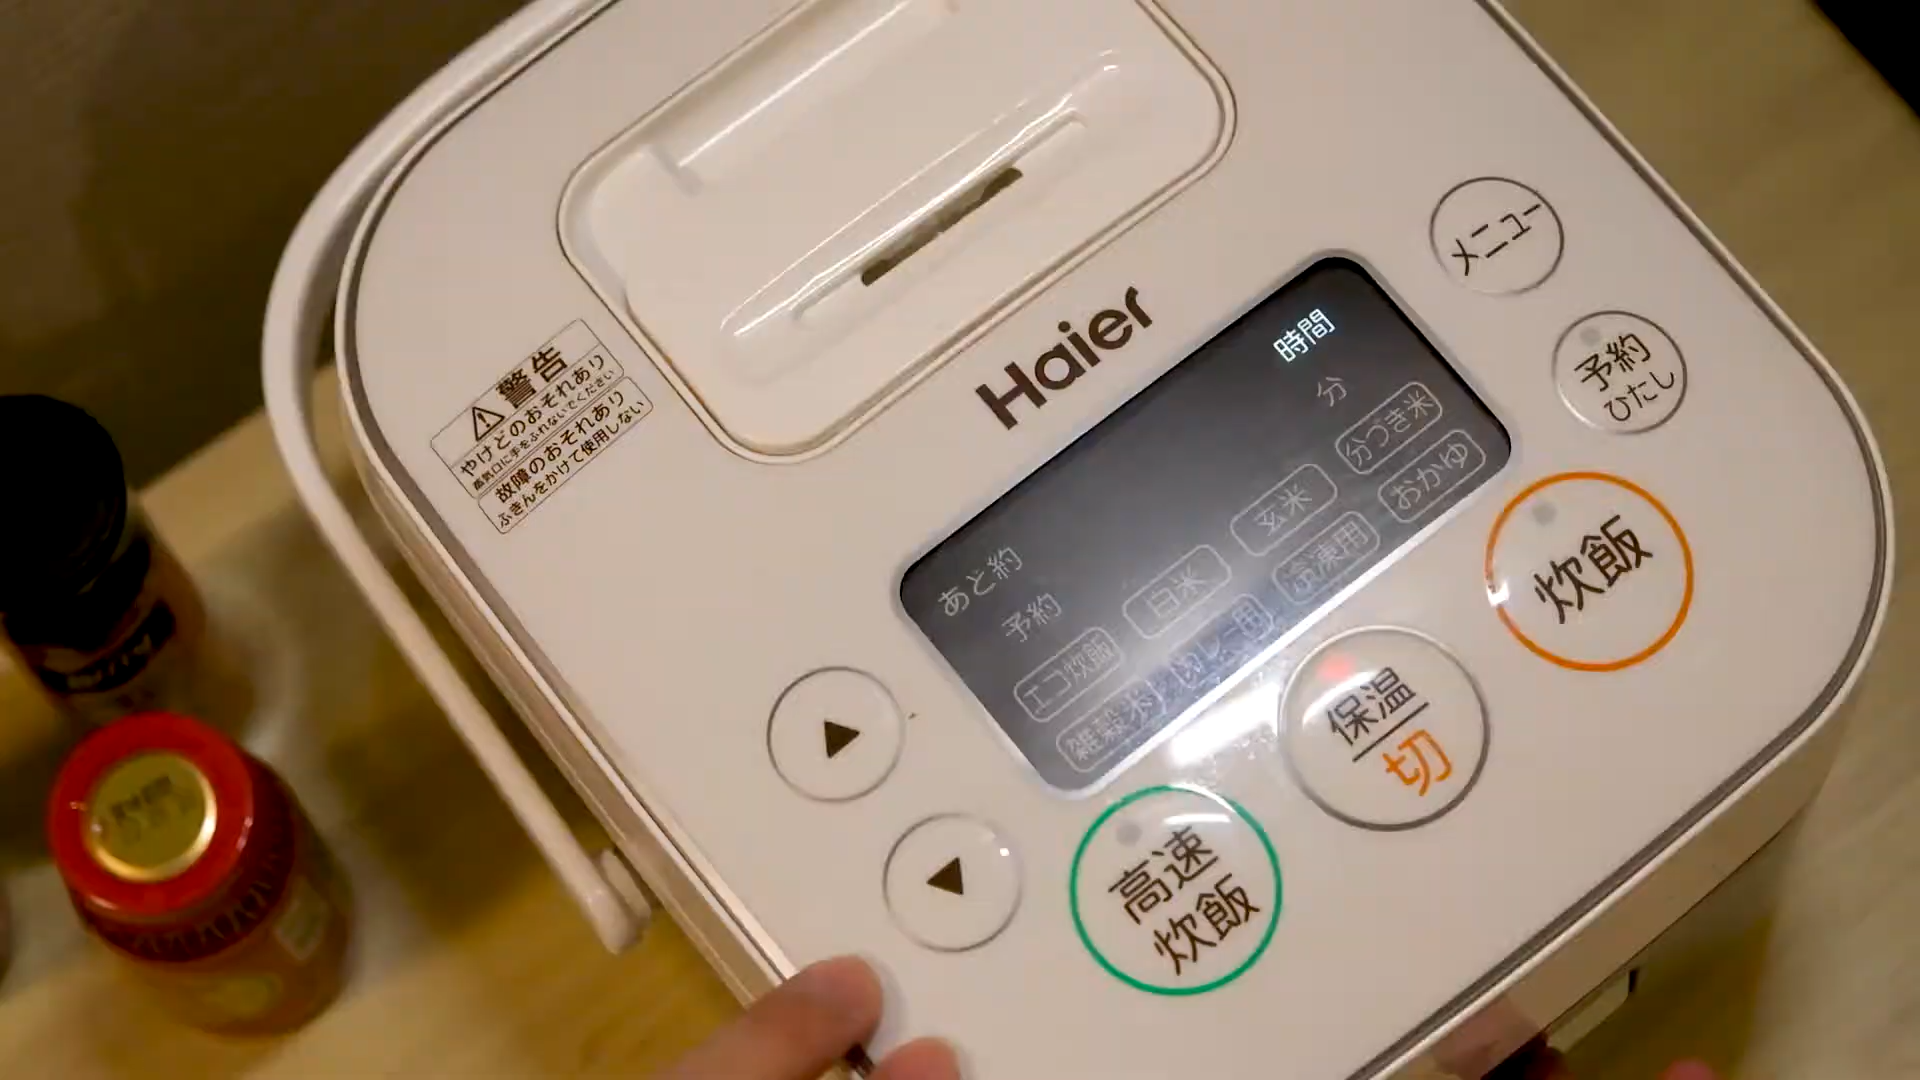 Haier
警告
やけどのおそれあり
蒸気口に手をふれないでください
故障のおそれあり
ふきんをかけて使用しない
メニュー
予約
ひたし
時間
分
あと約
予約
エコ炊飯
白米
玄米
分づき米
雑穀米
冷凍用
おかゆ
炊飯
保温
切
高速
炊飯